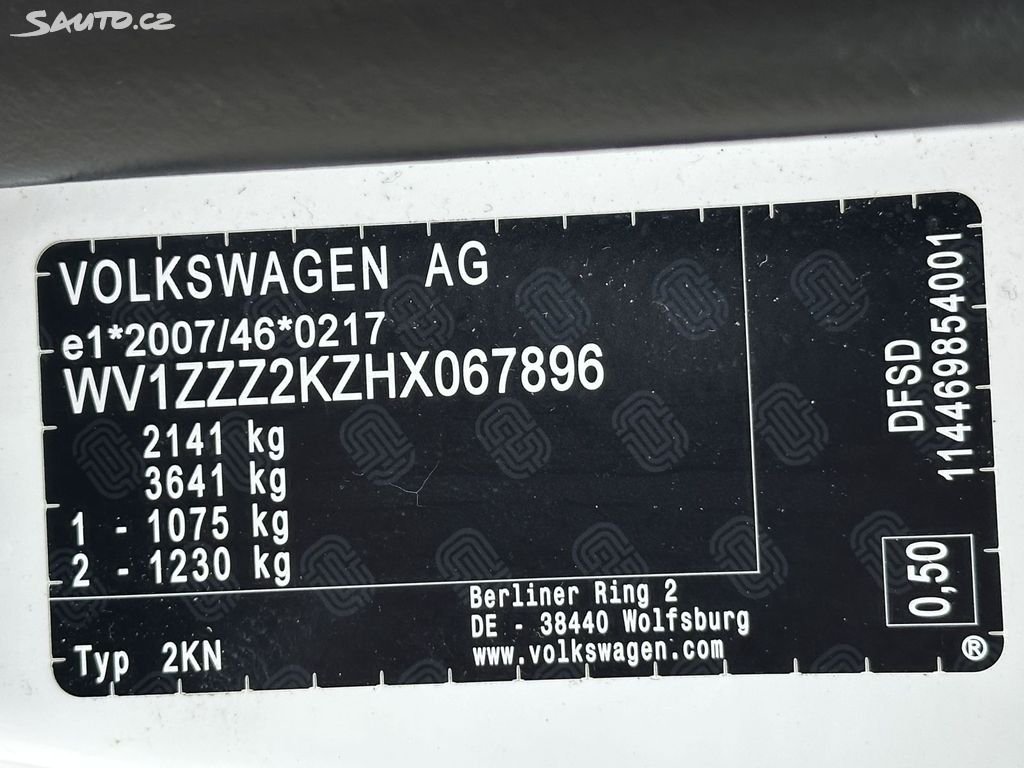 Sauto.cz
VOLKSWAGEN AG
e1*2007/46*0217
WV1ZZZ2KZHX067896
2141 kg
3641 kg
1 - 1075 kg
2 - 1230 kg
Typ 2KN
Berliner Ring 2
DE - 38440 Wolfsburg
www.volkswagen.com
DFSD
114469854001
0,50
®